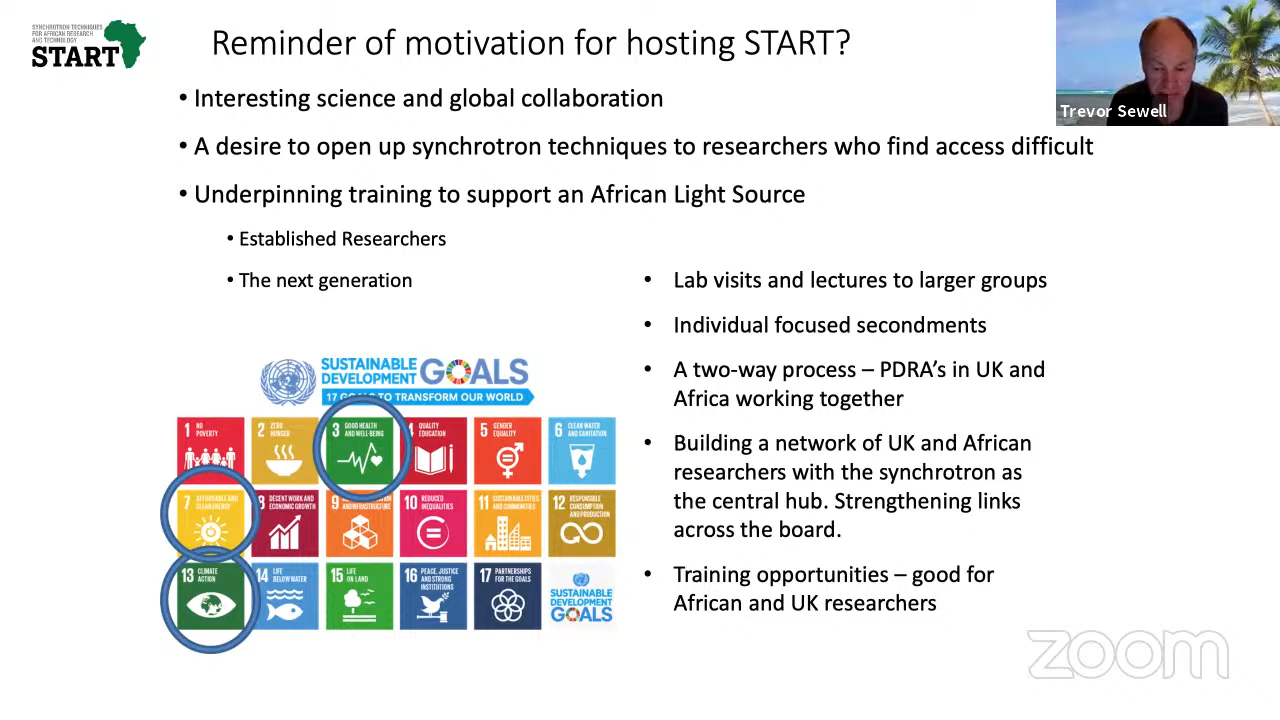 SYNCHROTRON TECHNIQUES
FOR AFRICAN RESEARCH
AND TECHNOLOGY
START
Reminder of motivation for hosting START?
Trevor Sewell
• Interesting science and global collaboration
• A desire to open up synchrotron techniques to researchers who find access difficult
• Underpinning training to support an African Light Source
• Established Researchers
• The next generation
• Lab visits and lectures to larger groups
• Individual focused secondments
• A two-way process – PDRA's in UK and
Africa working together
• Building a network of UK and African
researchers with the synchrotron as
the central hub. Strengthening links
across the board.
• Training opportunities – good for
African and UK researchers
SUSTAINABLE
DEVELOPMENT
GOALS
17 GOALS TO TRANSFORM OUR WORLD
1 NO
POVERTY
2 ZERO
HUNGER
3 GOOD HEALTH
AND WELL-BEING
4 QUALITY
EDUCATION
5 GENDER
EQUALITY
6 CLEAN WATER
AND SANITATION
7 AFFORDABLE AND
CLEAN ENERGY
8 DECENT WORK AND
ECONOMIC GROWTH
9
AND INFRASTRUCTURE
10 REDUCED
INEQUALITIES
11 SUSTAINABLE CITIES
AND COMMUNITIES
12 RESPONSIBLE
CONSUMPTION
AND PRODUCTION
13 CLIMATE
ACTION
14 LIFE
BELOW WATER
15 LIFE
ON LAND
16 PEACE, JUSTICE
AND STRONG
INSTITUTIONS
17 PARTNERSHIPS
FOR THE GOALS
SUSTAINABLE
DEVELOPMENT
GOALS
zoom